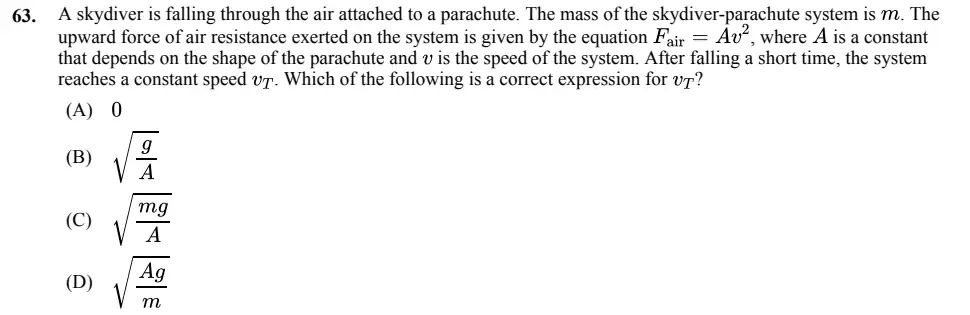 63. A skydiver is falling through the air attached to a parachute. The mass of the skydiver-parachute system is m. The
upward force of air resistance exerted on the system is given by the equation F_air = Av², where A is a constant
that depends on the shape of the parachute and v is the speed of the system. After falling a short time, the system
reaches a constant speed v_T. Which of the following is a correct expression for v_T?
(A) 0
(B) √(g/A)
(C) √(mg/A)
(D) √(Ag/m)